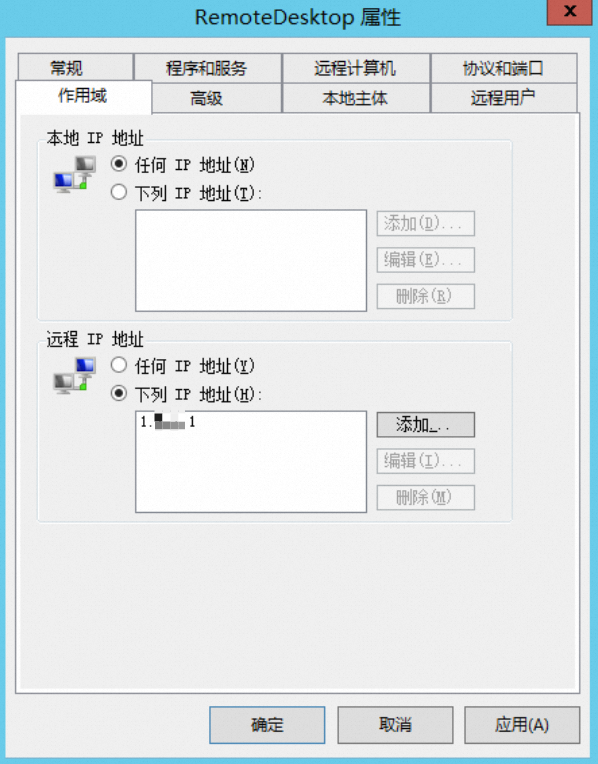 RemoteDesktop 属性
x
常规 程序和服务 远程计算机 协议和端口
作用域 高级 本地主体 远程用户
本地 IP 地址
任何 IP 地址(N)
下列 IP 地址(T):
添加(D)...
编辑(E)...
删除(R)
远程 IP 地址
任何 IP 地址(Y)
下列 IP 地址(H):
1. 1
添加...
编辑(I)...
删除(M)
确定 取消 应用(A)